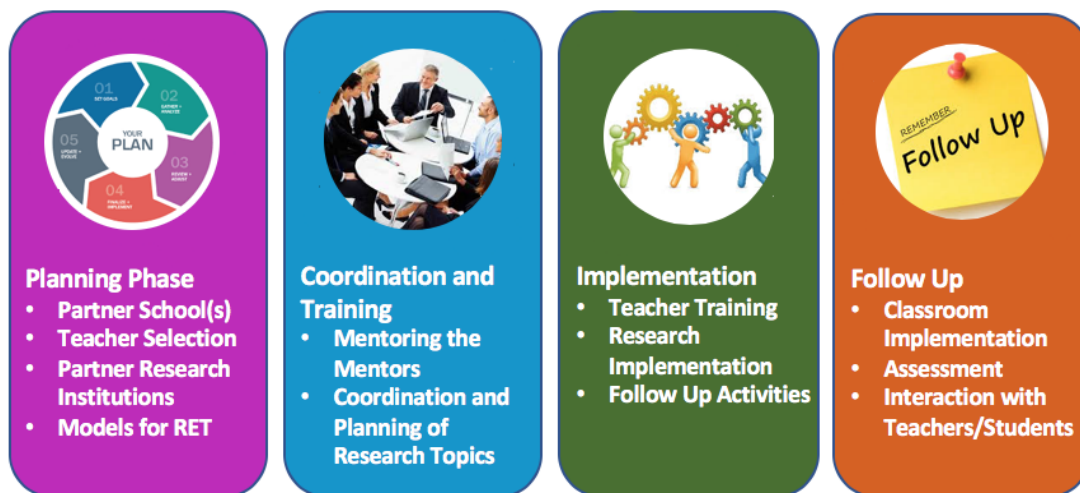 01
SET GOALS
02
GATHER +
ANALYZE
03
REVIEW +
ADJUST
04
FINALIZE +
IMPLEMENT
05
UPDATE +
EVOLVE
YOUR
PLAN
Planning Phase
• Partner School(s)
• Teacher Selection
• Partner Research
Institutions
• Models for RET
Coordination and
Training
• Mentoring the
Mentors
• Coordination and
Planning of
Research Topics
Implementation
• Teacher Training
• Research
Implementation
• Follow Up Activities
REMEMBER
Follow Up
Follow Up
• Classroom
Implementation
• Assessment
• Interaction with
Teachers/Students